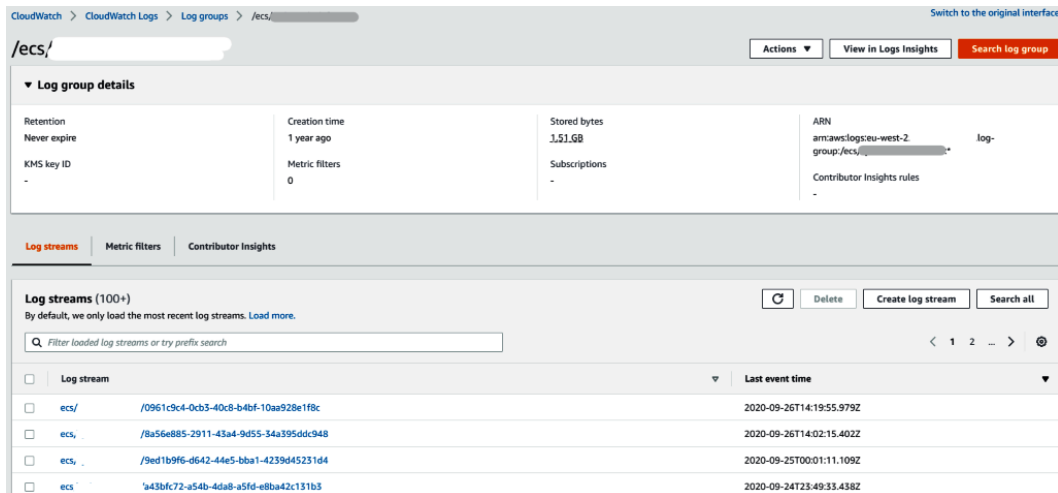 CloudWatch > CloudWatch Logs > Log groups > /ecs/
Switch to the original interface
/ecs/
Actions ▼ View in Logs Insights Search log group
▼ Log group details
Retention
Never expire
KMS key ID
-
Creation time
1 year ago
Metric filters
0
Stored bytes
1.51 GB
Subscriptions
-
ARN
arn:aws:logs:eu-west-2 :log-
group:/ecs/ :*
Contributor Insights rules
-
Log streams Metric filters Contributor Insights
Log streams (100+)
By default, we only load the most recent log streams. Load more.
Delete Create log stream Search all
Filter loaded log streams or try prefix search
< 1 2 ... >
Log stream Last event time
ecs/ /0961c9c4-0cb3-40c8-b4bf-10aa928e1f8c 2020-09-26T14:19:55.979Z
ecs, /8a56e885-2911-43a4-9d55-34a395ddc948 2020-09-26T14:02:15.402Z
ecs, /9ed1b9f6-d642-44e5-bba1-4239d45231d4 2020-09-25T00:01:11.109Z
ecs 'a43bfc72-a54b-4da8-a5fd-e8ba42c131b3 2020-09-24T23:49:33.438Z